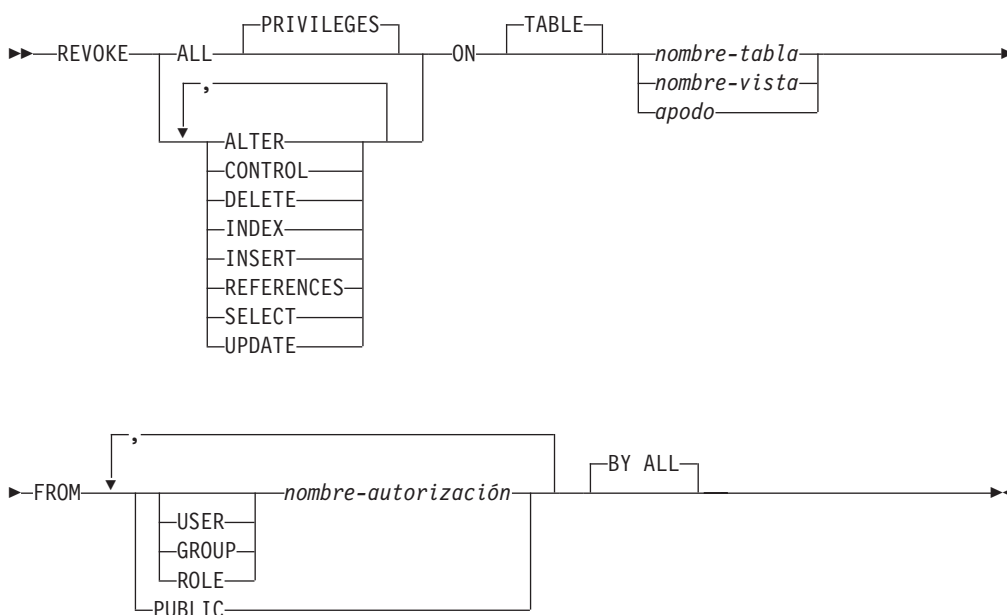 PRIVILEGES
TABLE
REVOKE ALL ON nombre-tabla
, nombre-vista
apodo
ALTER
CONTROL
DELETE
INDEX
INSERT
REFERENCES
SELECT
UPDATE
,
BY ALL
FROM nombre-autorización
USER
GROUP
ROLE
PUBLIC